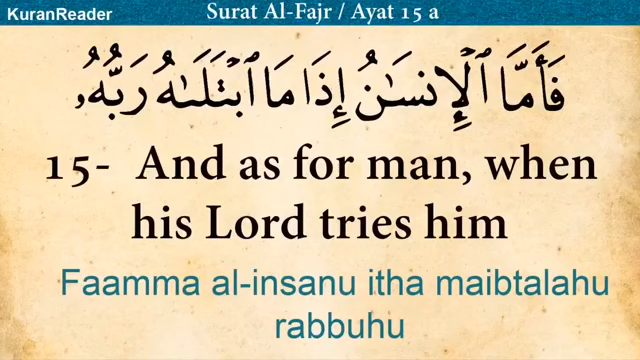 KuranReader
Surat Al-Fajr / Ayat 15 a
فَأَمَّا ٱلْإِنسَـٰنُ إِذَا مَا ٱبْتَلَىٰهُ رَبُّهُۥ
15- And as for man, when
his Lord tries him
Faamma al-insanu itha maibtalahu
rabbuhu